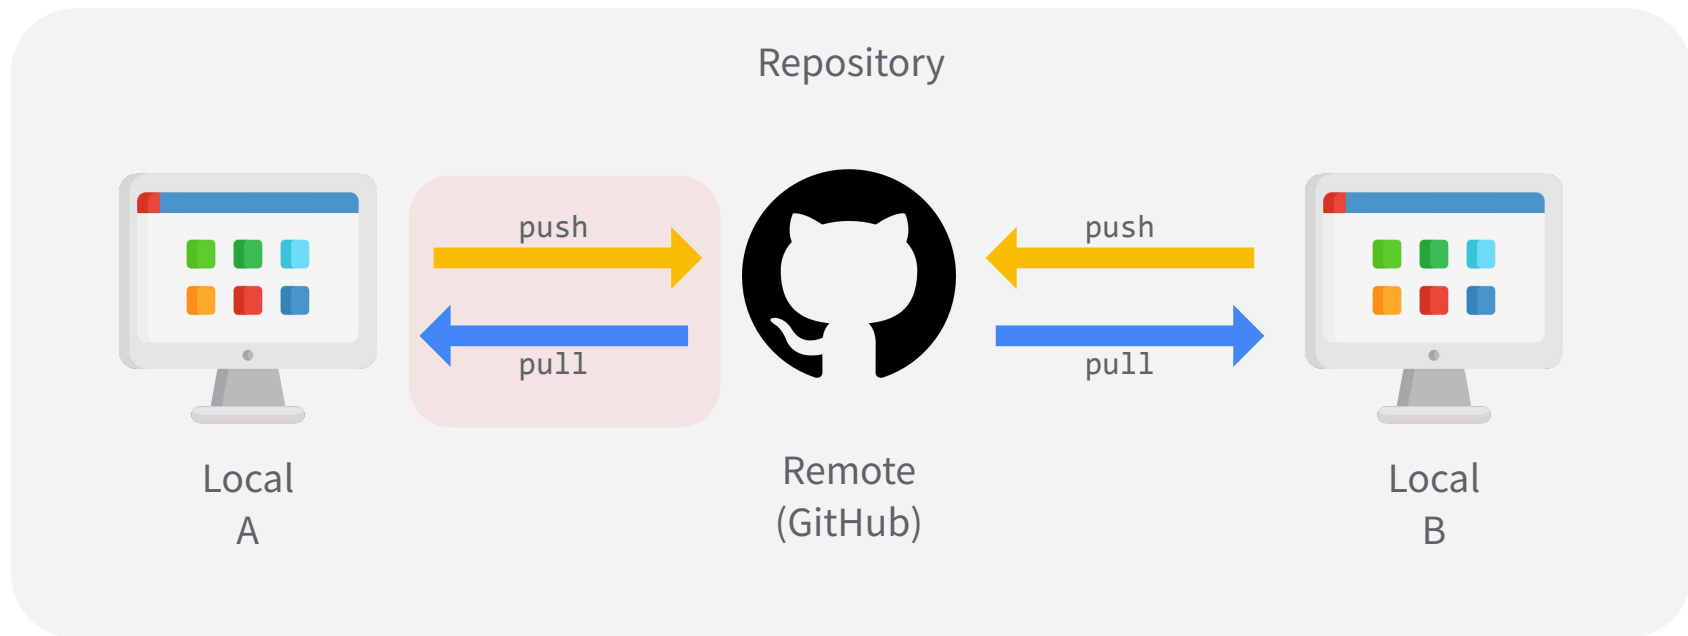 Repository
push
push
pull
pull
Local
A
Remote
(GitHub)
Local
B